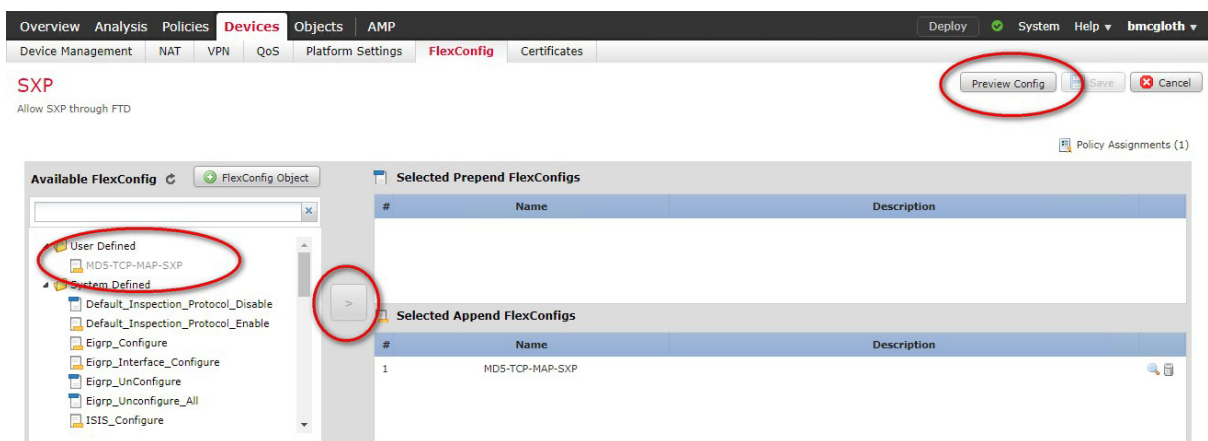 Overview Analysis Policies Devices Objects AMP Deploy System Help bmcgloth
Device Management NAT VPN QoS Platform Settings FlexConfig Certificates
SXP
Preview Config Save Cancel
Allow SXP through FTD
Policy Assignments (1)
Available FlexConfig FlexConfig Object
Selected Prepend FlexConfigs
# Name Description
User Defined
MD5-TCP-MAP-SXP
System Defined
Default_Inspection_Protocol_Disable
Default_Inspection_Protocol_Enable
Eigrp_Configure
Eigrp_Interface_Configure
Eigrp_UnConfigure
Eigrp_Unconfigure_All
ISIS_Configure
>
Selected Append FlexConfigs
# Name Description
1 MD5-TCP-MAP-SXP